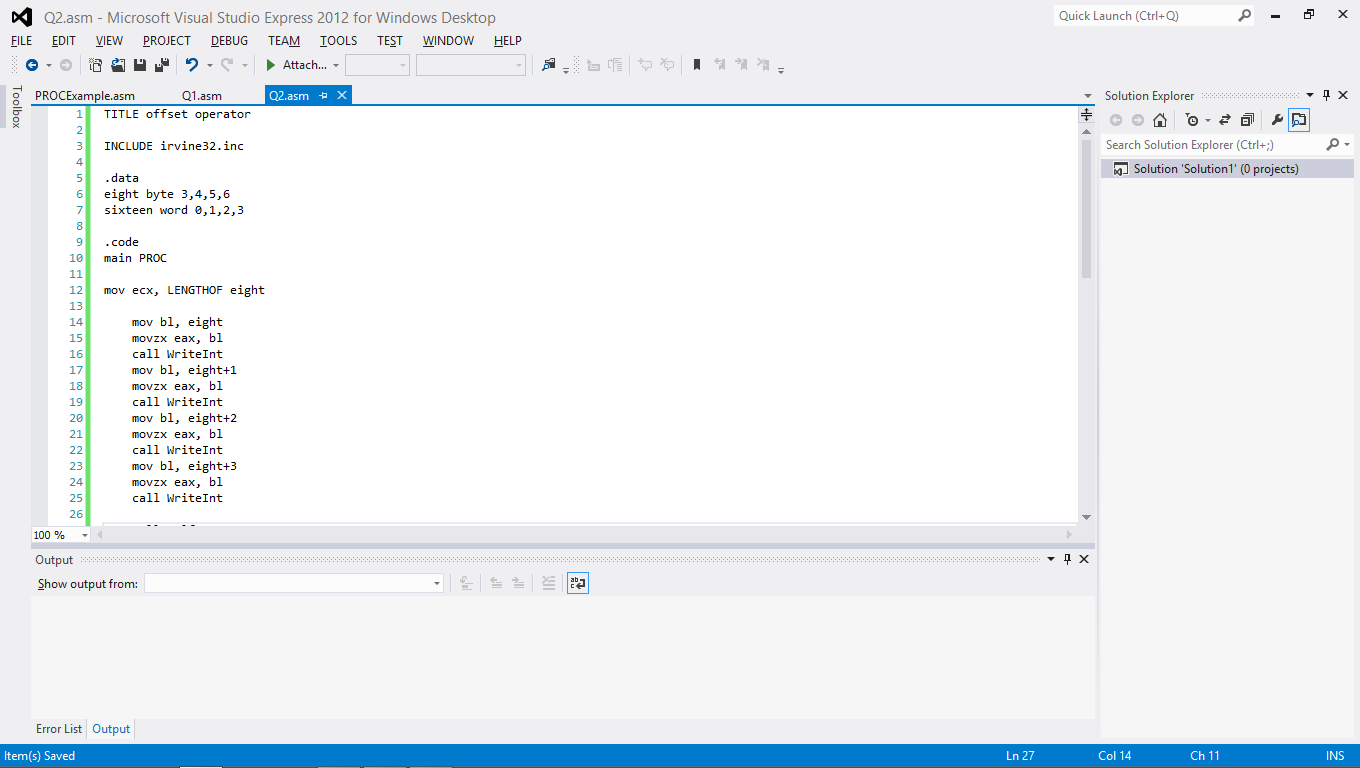 Q2.asm - Microsoft Visual Studio Express 2012 for Windows Desktop
Quick Launch (Ctrl+Q)
FILE EDIT VIEW PROJECT DEBUG TEAM TOOLS TEST WINDOW HELP
Attach...
Toolbox
PROCExample.asm Q1.asm Q2.asm
1 TITLE offset operator
2
3 INCLUDE irvine32.inc
4
5 .data
6 eight byte 3,4,5,6
7 sixteen word 0,1,2,3
8
9 .code
10 main PROC
11
12 mov ecx, LENGTHOF eight
13
14 mov bl, eight
15 movzx eax, bl
16 call WriteInt
17 mov bl, eight+1
18 movzx eax, bl
19 call WriteInt
20 mov bl, eight+2
21 movzx eax, bl
22 call WriteInt
23 mov bl, eight+3
24 movzx eax, bl
25 call WriteInt
26
100 %
Solution Explorer
Search Solution Explorer (Ctrl+;)
Solution 'Solution1' (0 projects)
Output
Show output from:
Error List Output
Item(s) Saved Ln 27 Col 14 Ch 11 INS